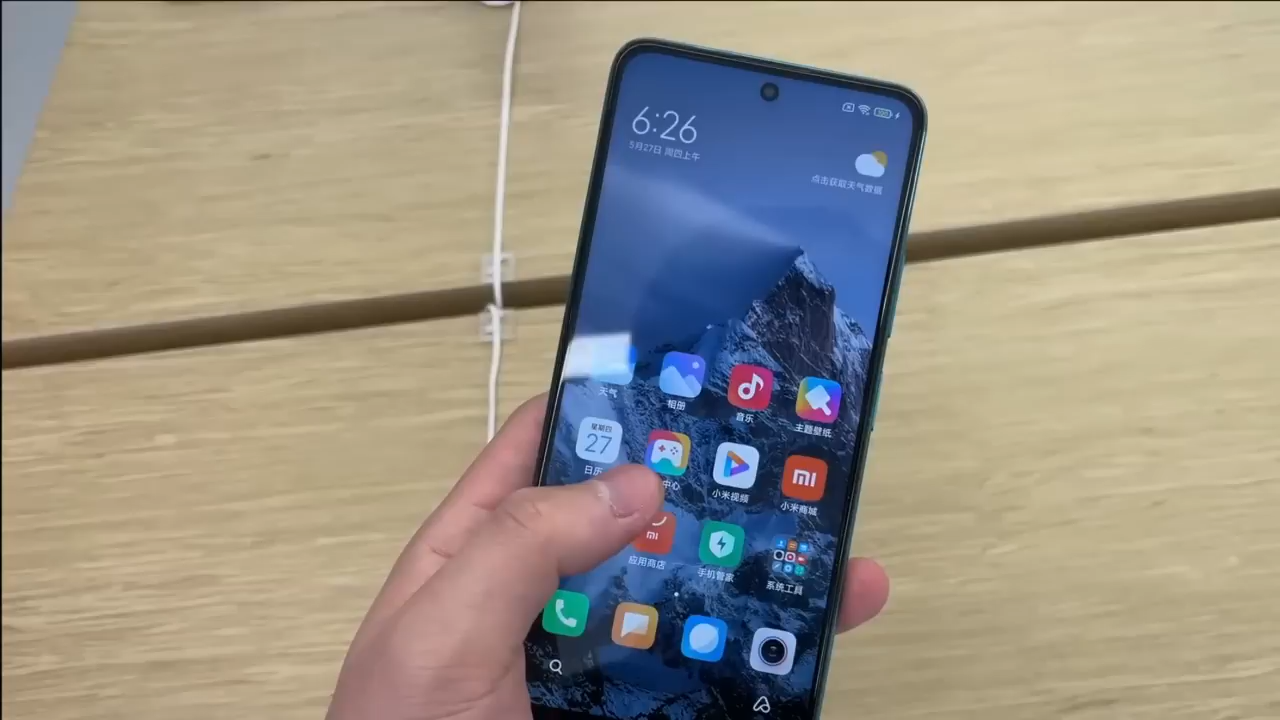 6:26
5月27日 周四上午
点击获取天气数据
天气
相册
音乐
主题壁纸
星期四
27
日历
中心
小米视频
mi
小米商城
mi
应用商店
手机管家
系统工具